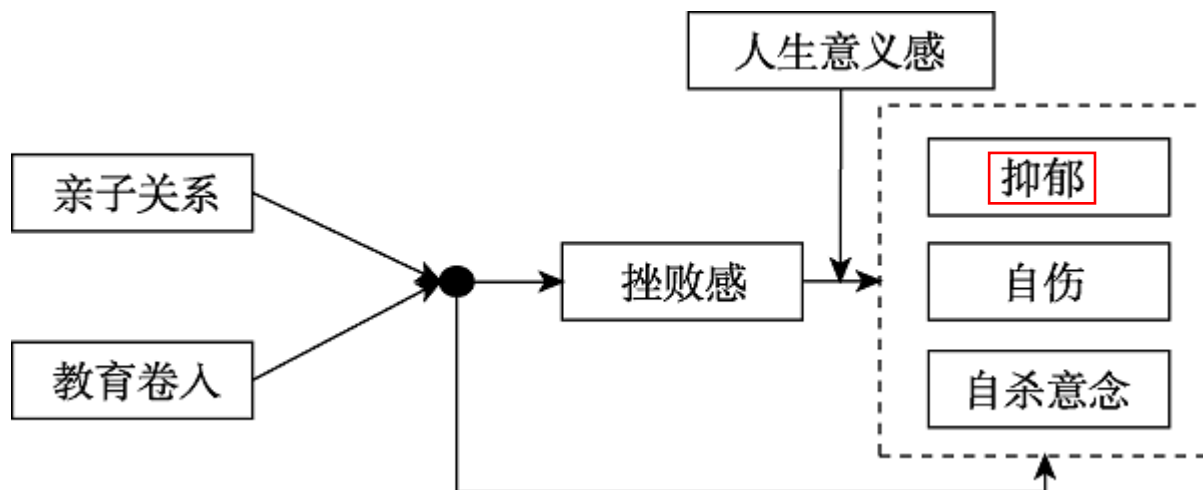 人生意义感
亲子关系
教育卷入
挫败感
抑郁
自伤
自杀意念